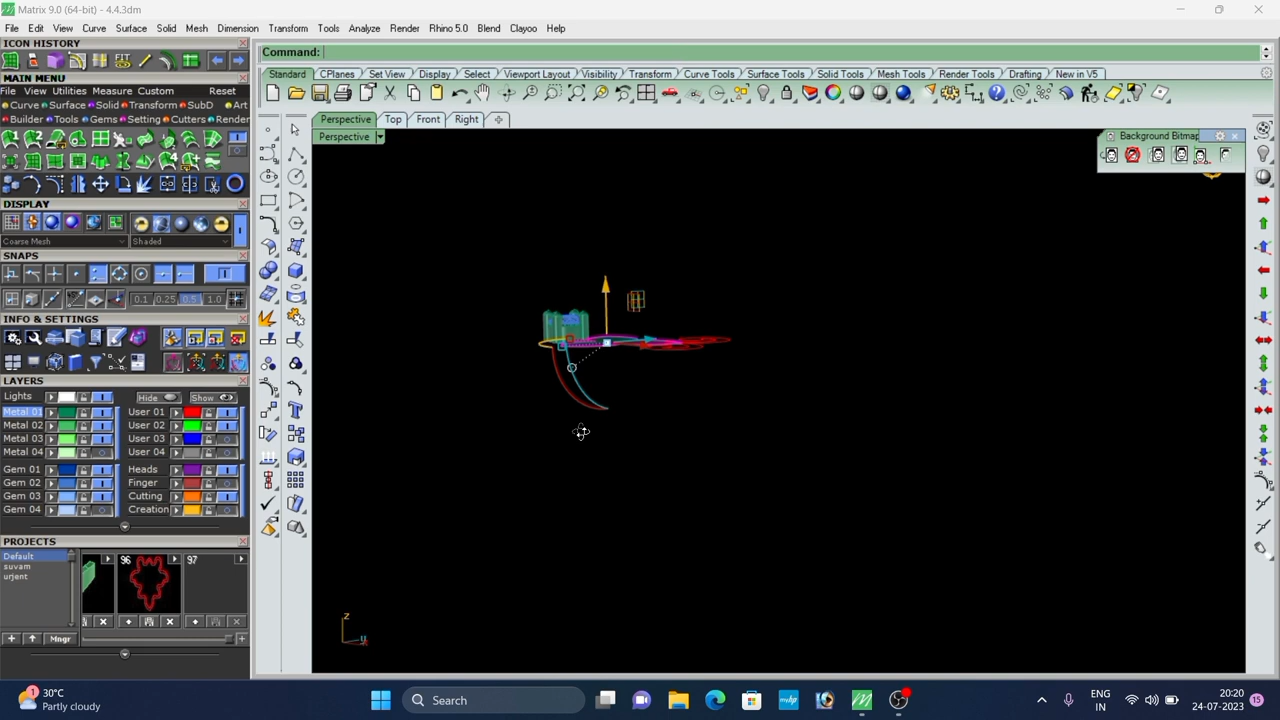 Matrix 9.0 (64-bit) - 4.4.3dm
File Edit View Curve Surface Solid Mesh Dimension Transform Tools Analyze Render Rhino 5.0 Blend Clayoo Help
ICON HISTORY
Command:
FIT
MAIN MENU
Standard CPlanes Set View Display Select Viewport Layout Visibility Transform Curve Tools Surface Tools Solid Tools Mesh Tools Render Tools Drafting New in V5
File View Utilities Measure Custom Reset
Curve Surface Solid Transform SubD Art
Builder Tools Gems Setting Cutters Render
Perspective Top Front Right
Perspective
Background Bitmap
DISPLAY
Coarse Mesh Shaded
SNAPS
0.1 0.25 0.5 1.0
INFO & SETTINGS
LAYERS
Lights Hide Show
Metal 01 User 01
Metal 02 User 02
Metal 03 User 03
Metal 04 User 04
Gem 01 Heads
Gem 02 Finger
Gem 03 Cutting
Gem 04 Creation
PROJECTS
Default
suvam
urjent
96 97
Mngr
z
y
x
30°C
Partly cloudy
1
Search
ENG
IN
20:20
24-07-2023
15